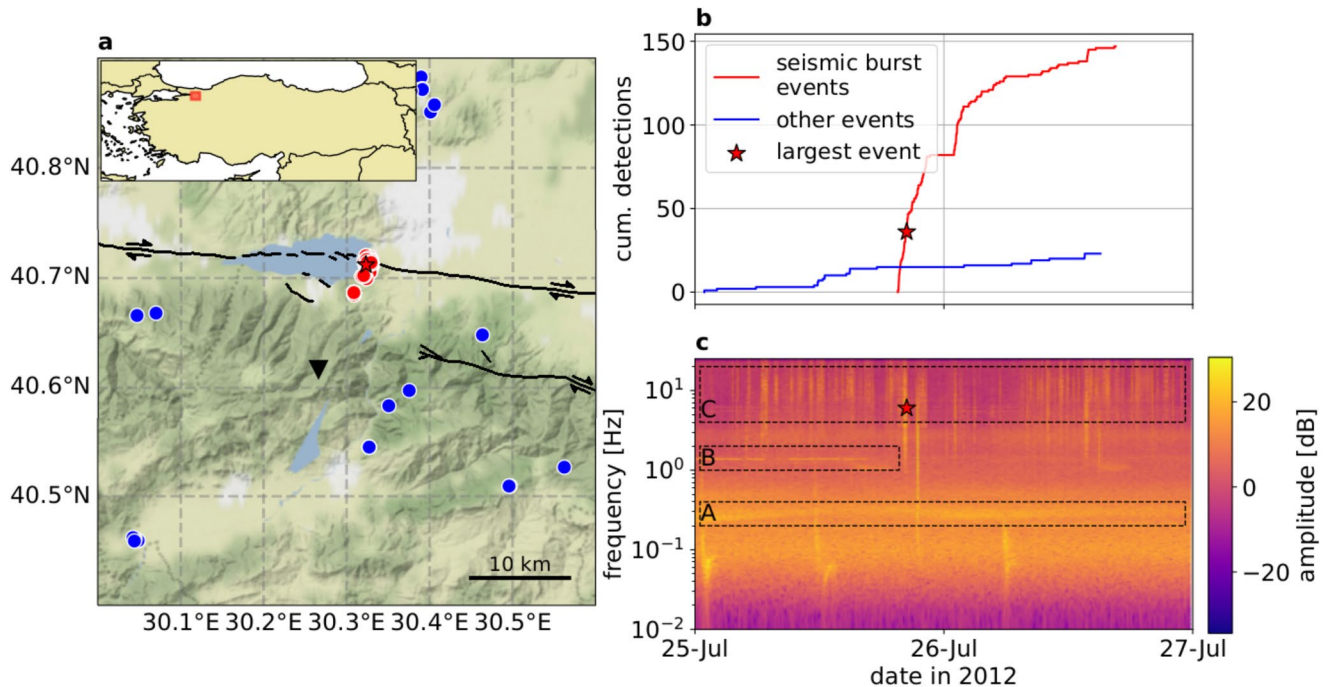 a
40.8°N
40.7°N
40.6°N
40.5°N
30.1°E 30.2°E 30.3°E 30.4°E 30.5°E
10 km
b
cum. detections
150
100
50
0
seismic burst
events
other events
largest event
c
frequency [Hz]
10¹
10⁰
10⁻¹
10⁻²
C
B
A
25-Jul
26-Jul
27-Jul
date in 2012
20
0
−20
amplitude [dB]